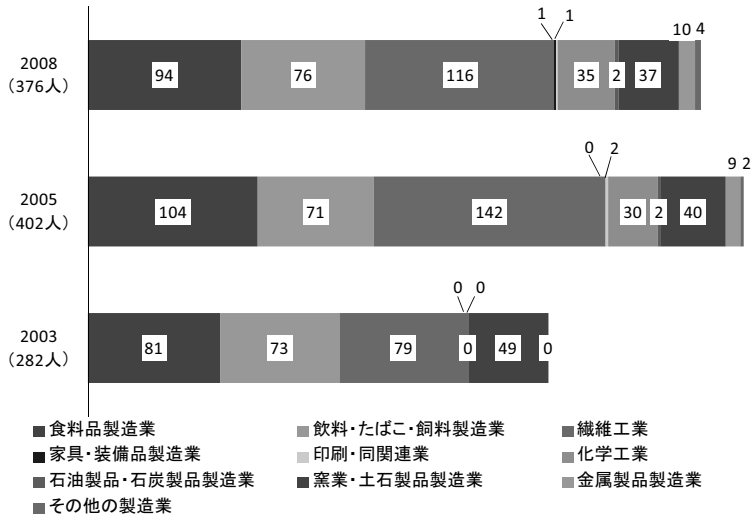 1 1
10 4
2008
(376人)
94 76 116 35 2 37
0 2
9 2
2005
(402人)
104 71 142 30 2 40
0 0
2003
(282人)
81 73 79 0 49 0
食料品製造業 飲料・たばこ・飼料製造業 繊維工業
家具・装備品製造業 印刷・同関連業 化学工業
石油製品・石炭製品製造業 窯業・土石製品製造業 金属製品製造業
その他の製造業